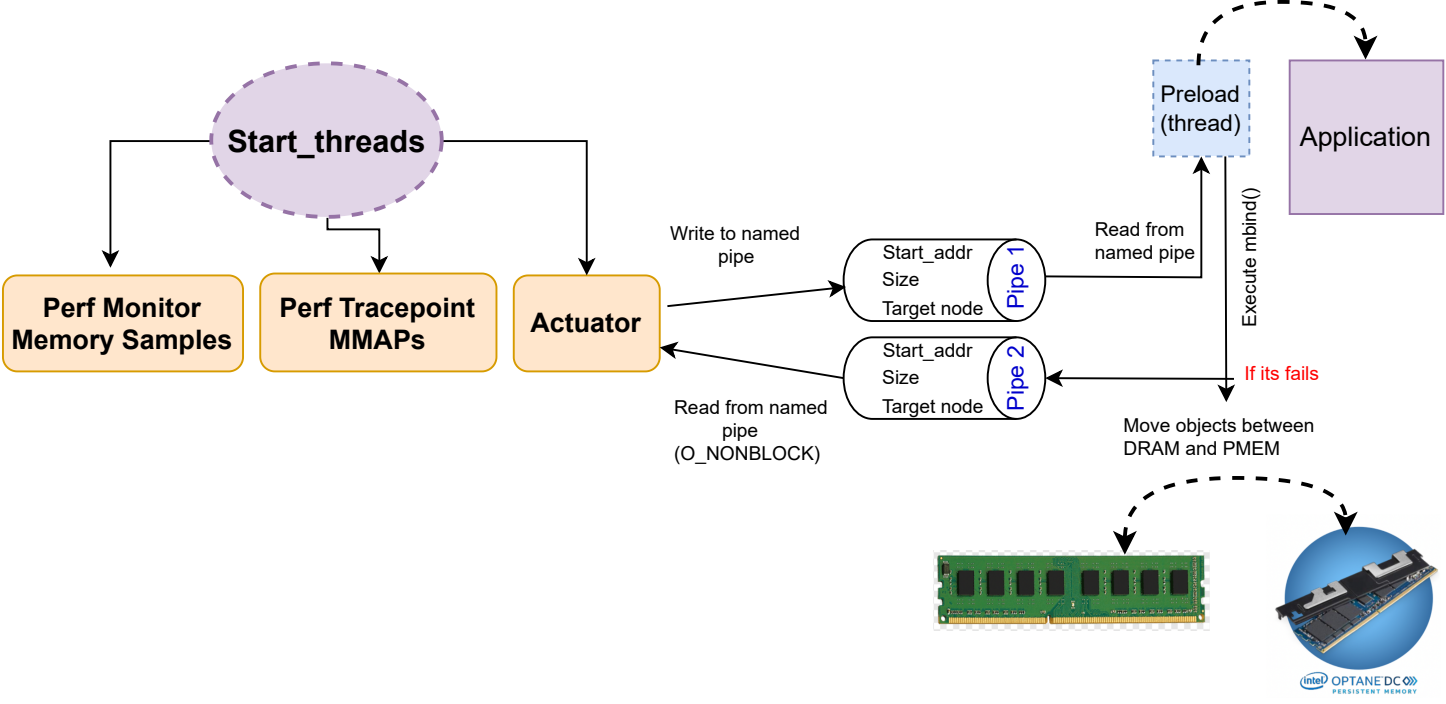 Start_threads
Perf Monitor
Memory Samples
Perf Tracepoint
MMAPs
Actuator
Write to named
pipe
Start_addr
Size
Target node
Pipe 1
Read from
named pipe
Preload
(thread)
Application
Execute mbind()
If its fails
Start_addr
Size
Target node
Pipe 2
Read from named
pipe
(O_NONBLOCK)
Move objects between
DRAM and PMEM
intel OPTANE DC
PERSISTENT MEMORY